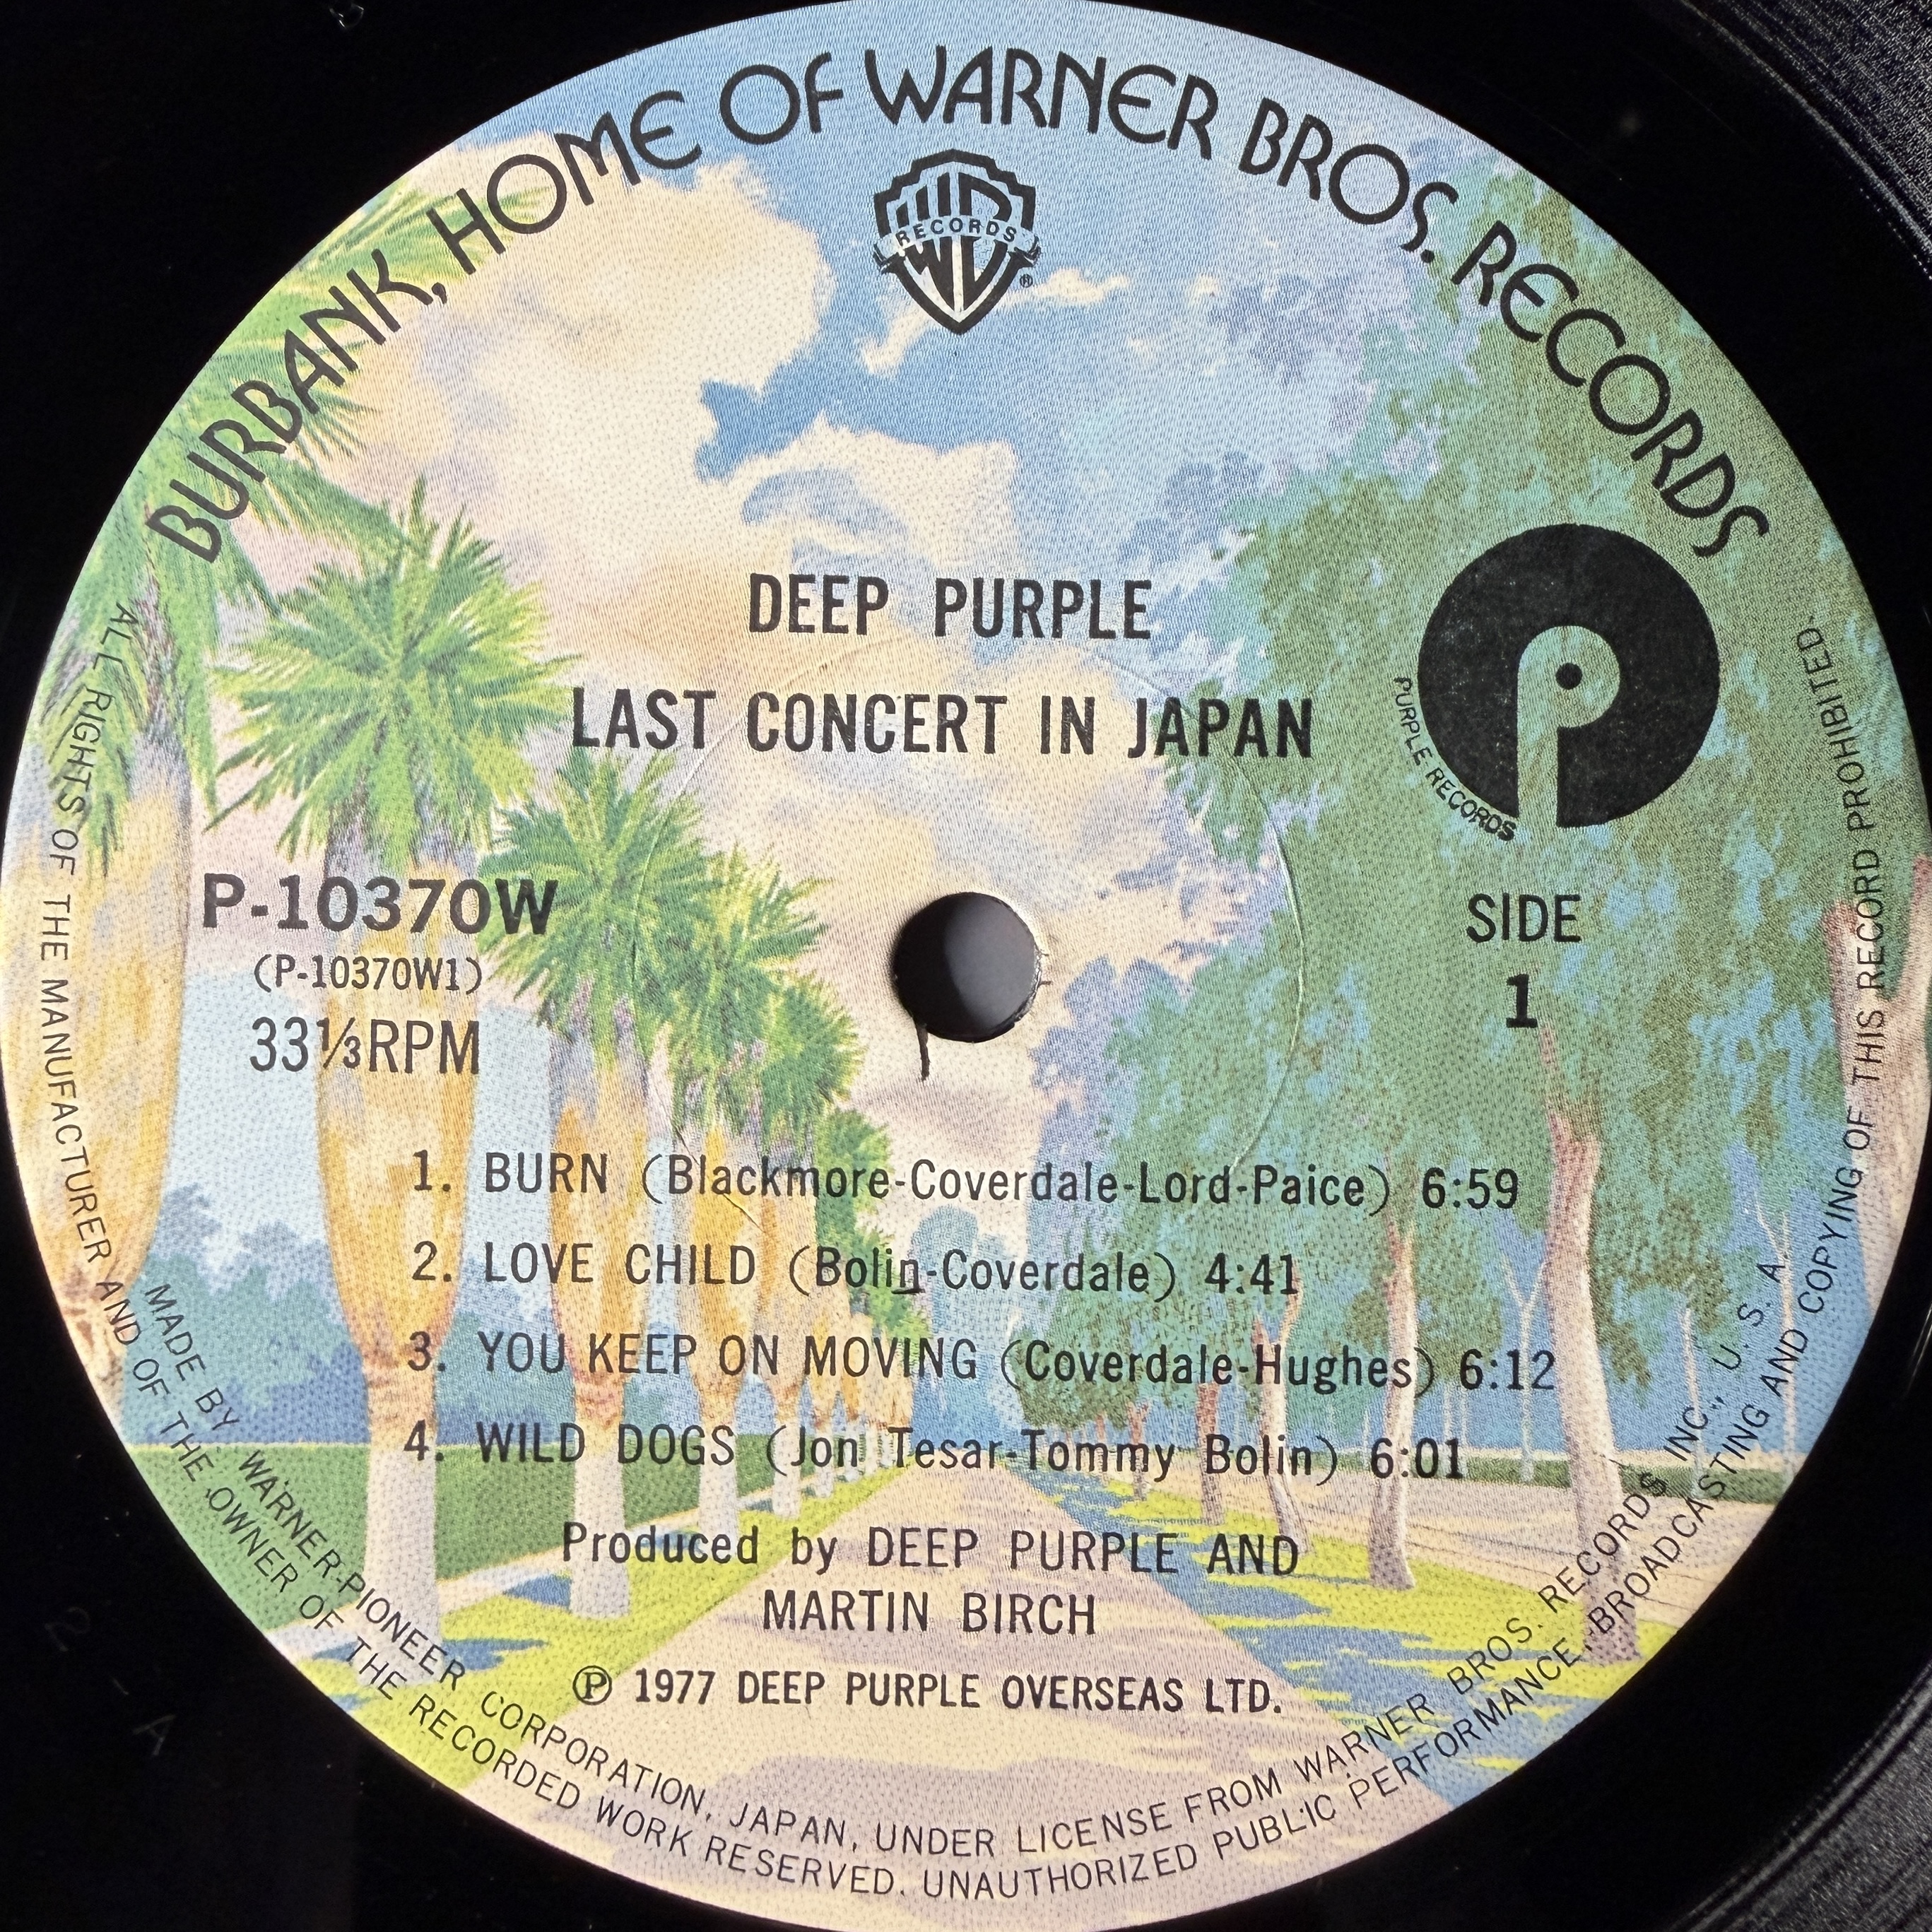 BURBANK, HOME OF WARNER BROS. RECORDS
WB
RECORDS
®
DEEP PURPLE
LAST CONCERT IN JAPAN
P
PURPLE RECORDS
P-10370W
(P-10370W1)
33⅓RPM
SIDE
1
1. BURN (Blackmore-Coverdale-Lord-Paice) 6:59
2. LOVE CHILD (Bolin-Coverdale) 4:41
3. YOU KEEP ON MOVING (Coverdale-Hughes) 6:12
4. WILD DOGS (Jon Tesar-Tommy Bolin) 6:01
Produced by DEEP PURPLE AND
MARTIN BIRCH
℗ 1977 DEEP PURPLE OVERSEAS LTD.
MADE BY WARNER-PIONEER CORPORATION, JAPAN, UNDER LICENSE FROM WARNER BROS. RECORDS INC., U. S. A.
ALL RIGHTS OF THE MANUFACTURER AND OF THE OWNER OF THE RECORDED WORK RESERVED. UNAUTHORIZED PUBLIC PERFORMANCE, BROADCASTING AND COPYING OF THIS RECORD PROHIBITED.